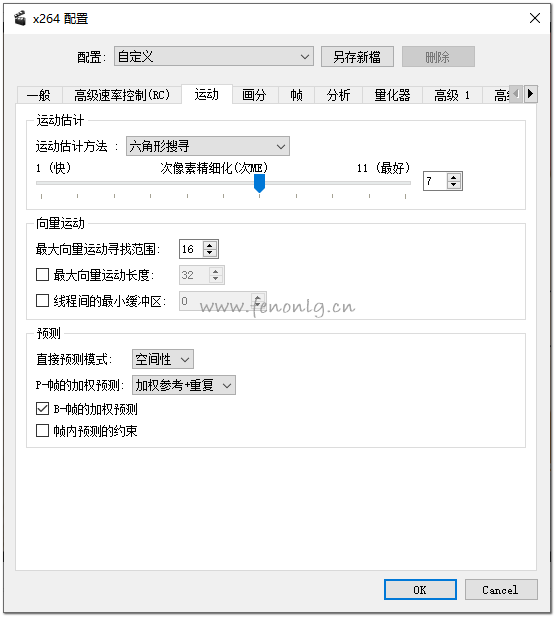 x264 配置
配置: 自定义 另存新檔 删除
一般 高级速率控制(RC) 运动 画分 帧 分析 量化器 高级 1 高级
运动估计
运动估计方法 : 六角形搜寻
1 (快) 次像素精细化(次ME) 11 (最好)
7
向量运动
最大向量运动寻找范围: 16
最大向量运动长度: 32
线程间的最小缓冲区: 0
www.fenonlg.cn
预测
直接预测模式: 空间性
P-帧的加权预测: 加权参考+重复
B-帧的加权预测
帧内预测的约束
OK Cancel